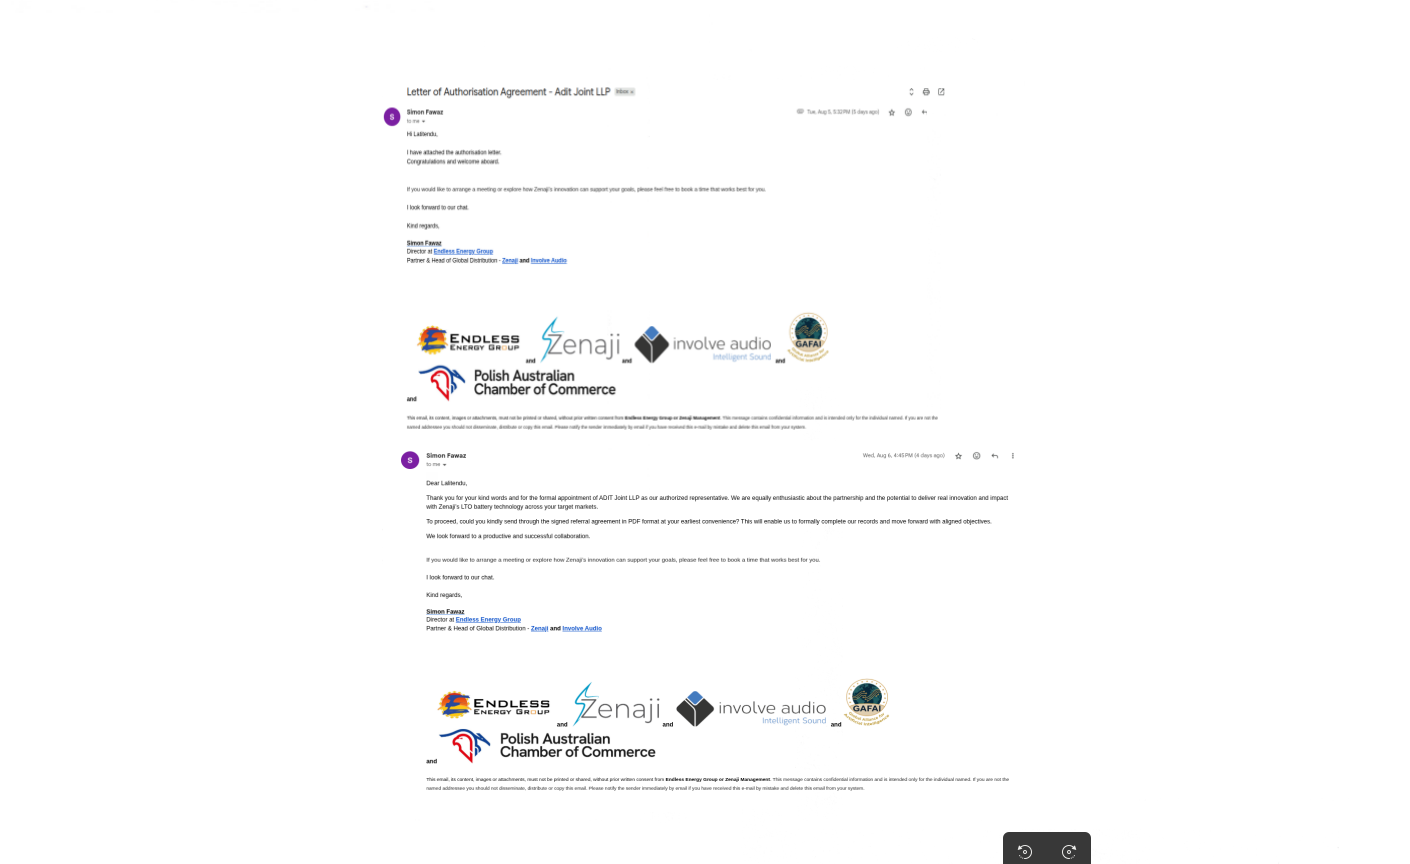 Letter of Authorisation Agreement - Adit Joint LLP Inbox x
S
Simon Fawaz
Tue, Aug 5, 5:32 PM (5 days ago)
to me
Hi Lalitendu,
I have attached the authorisation letter.
Congratulations and welcome aboard.
If you would like to arrange a meeting or explore how Zenaji's innovation can support your goals, please feel free to book a time that works best for you.
I look forward to our chat.
Kind regards,
Simon Fawaz
Director at Endless Energy Group
Partner & Head of Global Distribution - Zenaji and Involve Audio
ENDLESS ENERGY GROUP and Zenaji and involve audio Intelligent Sound and GAFAI Global Alliance for Artificial Intelligence
and Polish Australian
Chamber of Commerce
This email, its content, images or attachments, must not be printed or shared, without prior written consent from Endless Energy Group or Zenaji Management. This message contains confidential information and is intended only for the individual named. If you are not the
named addressee you should not disseminate, distribute or copy this email. Please notify the sender immediately by email if you have received this e-mail by mistake and delete this email from your system.
S
Simon Fawaz
Wed, Aug 6, 4:45 PM (4 days ago)
to me
Dear Lalitendu,
Thank you for your kind words and for the formal appointment of ADIT Joint LLP as our authorized representative. We are equally enthusiastic about the partnership and the potential to deliver real innovation and impact
with Zenaji's LTO battery technology across your target markets.
To proceed, could you kindly send through the signed referral agreement in PDF format at your earliest convenience? This will enable us to formally complete our records and move forward with aligned objectives.
We look forward to a productive and successful collaboration.
If you would like to arrange a meeting or explore how Zenaji's innovation can support your goals, please feel free to book a time that works best for you.
I look forward to our chat.
Kind regards,
Simon Fawaz
Director at Endless Energy Group
Partner & Head of Global Distribution - Zenaji and Involve Audio
ENDLESS ENERGY GROUP and Zenaji and involve audio Intelligent Sound and GAFAI Global Alliance for Artificial Intelligence
and Polish Australian
Chamber of Commerce
This email, its content, images or attachments, must not be printed or shared, without prior written consent from Endless Energy Group or Zenaji Management. This message contains confidential information and is intended only for the individual named. If you are not the
named addressee you should not disseminate, distribute or copy this email. Please notify the sender immediately by email if you have received this e-mail by mistake and delete this email from your system.